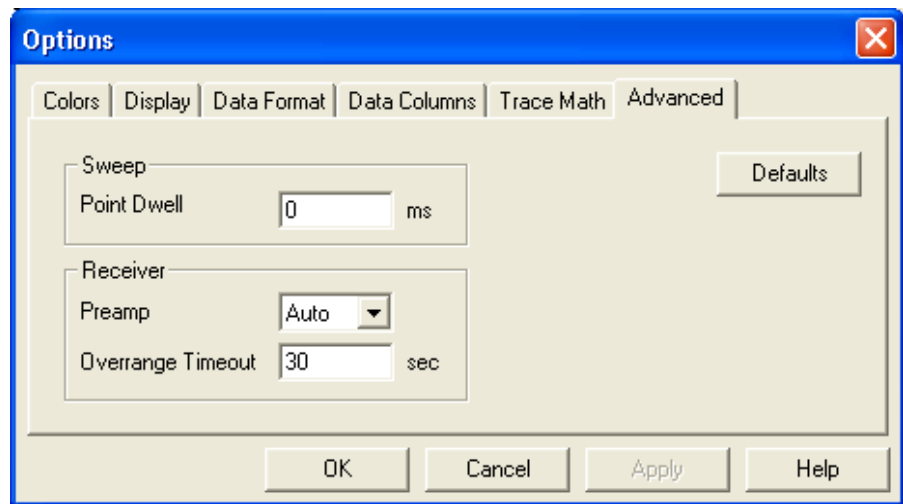 Options
Colors Display Data Format Data Columns Trace Math Advanced
Sweep
Defaults
Point Dwell 0 ms
Receiver
Preamp Auto
Overrange Timeout 30 sec
OK Cancel Apply Help